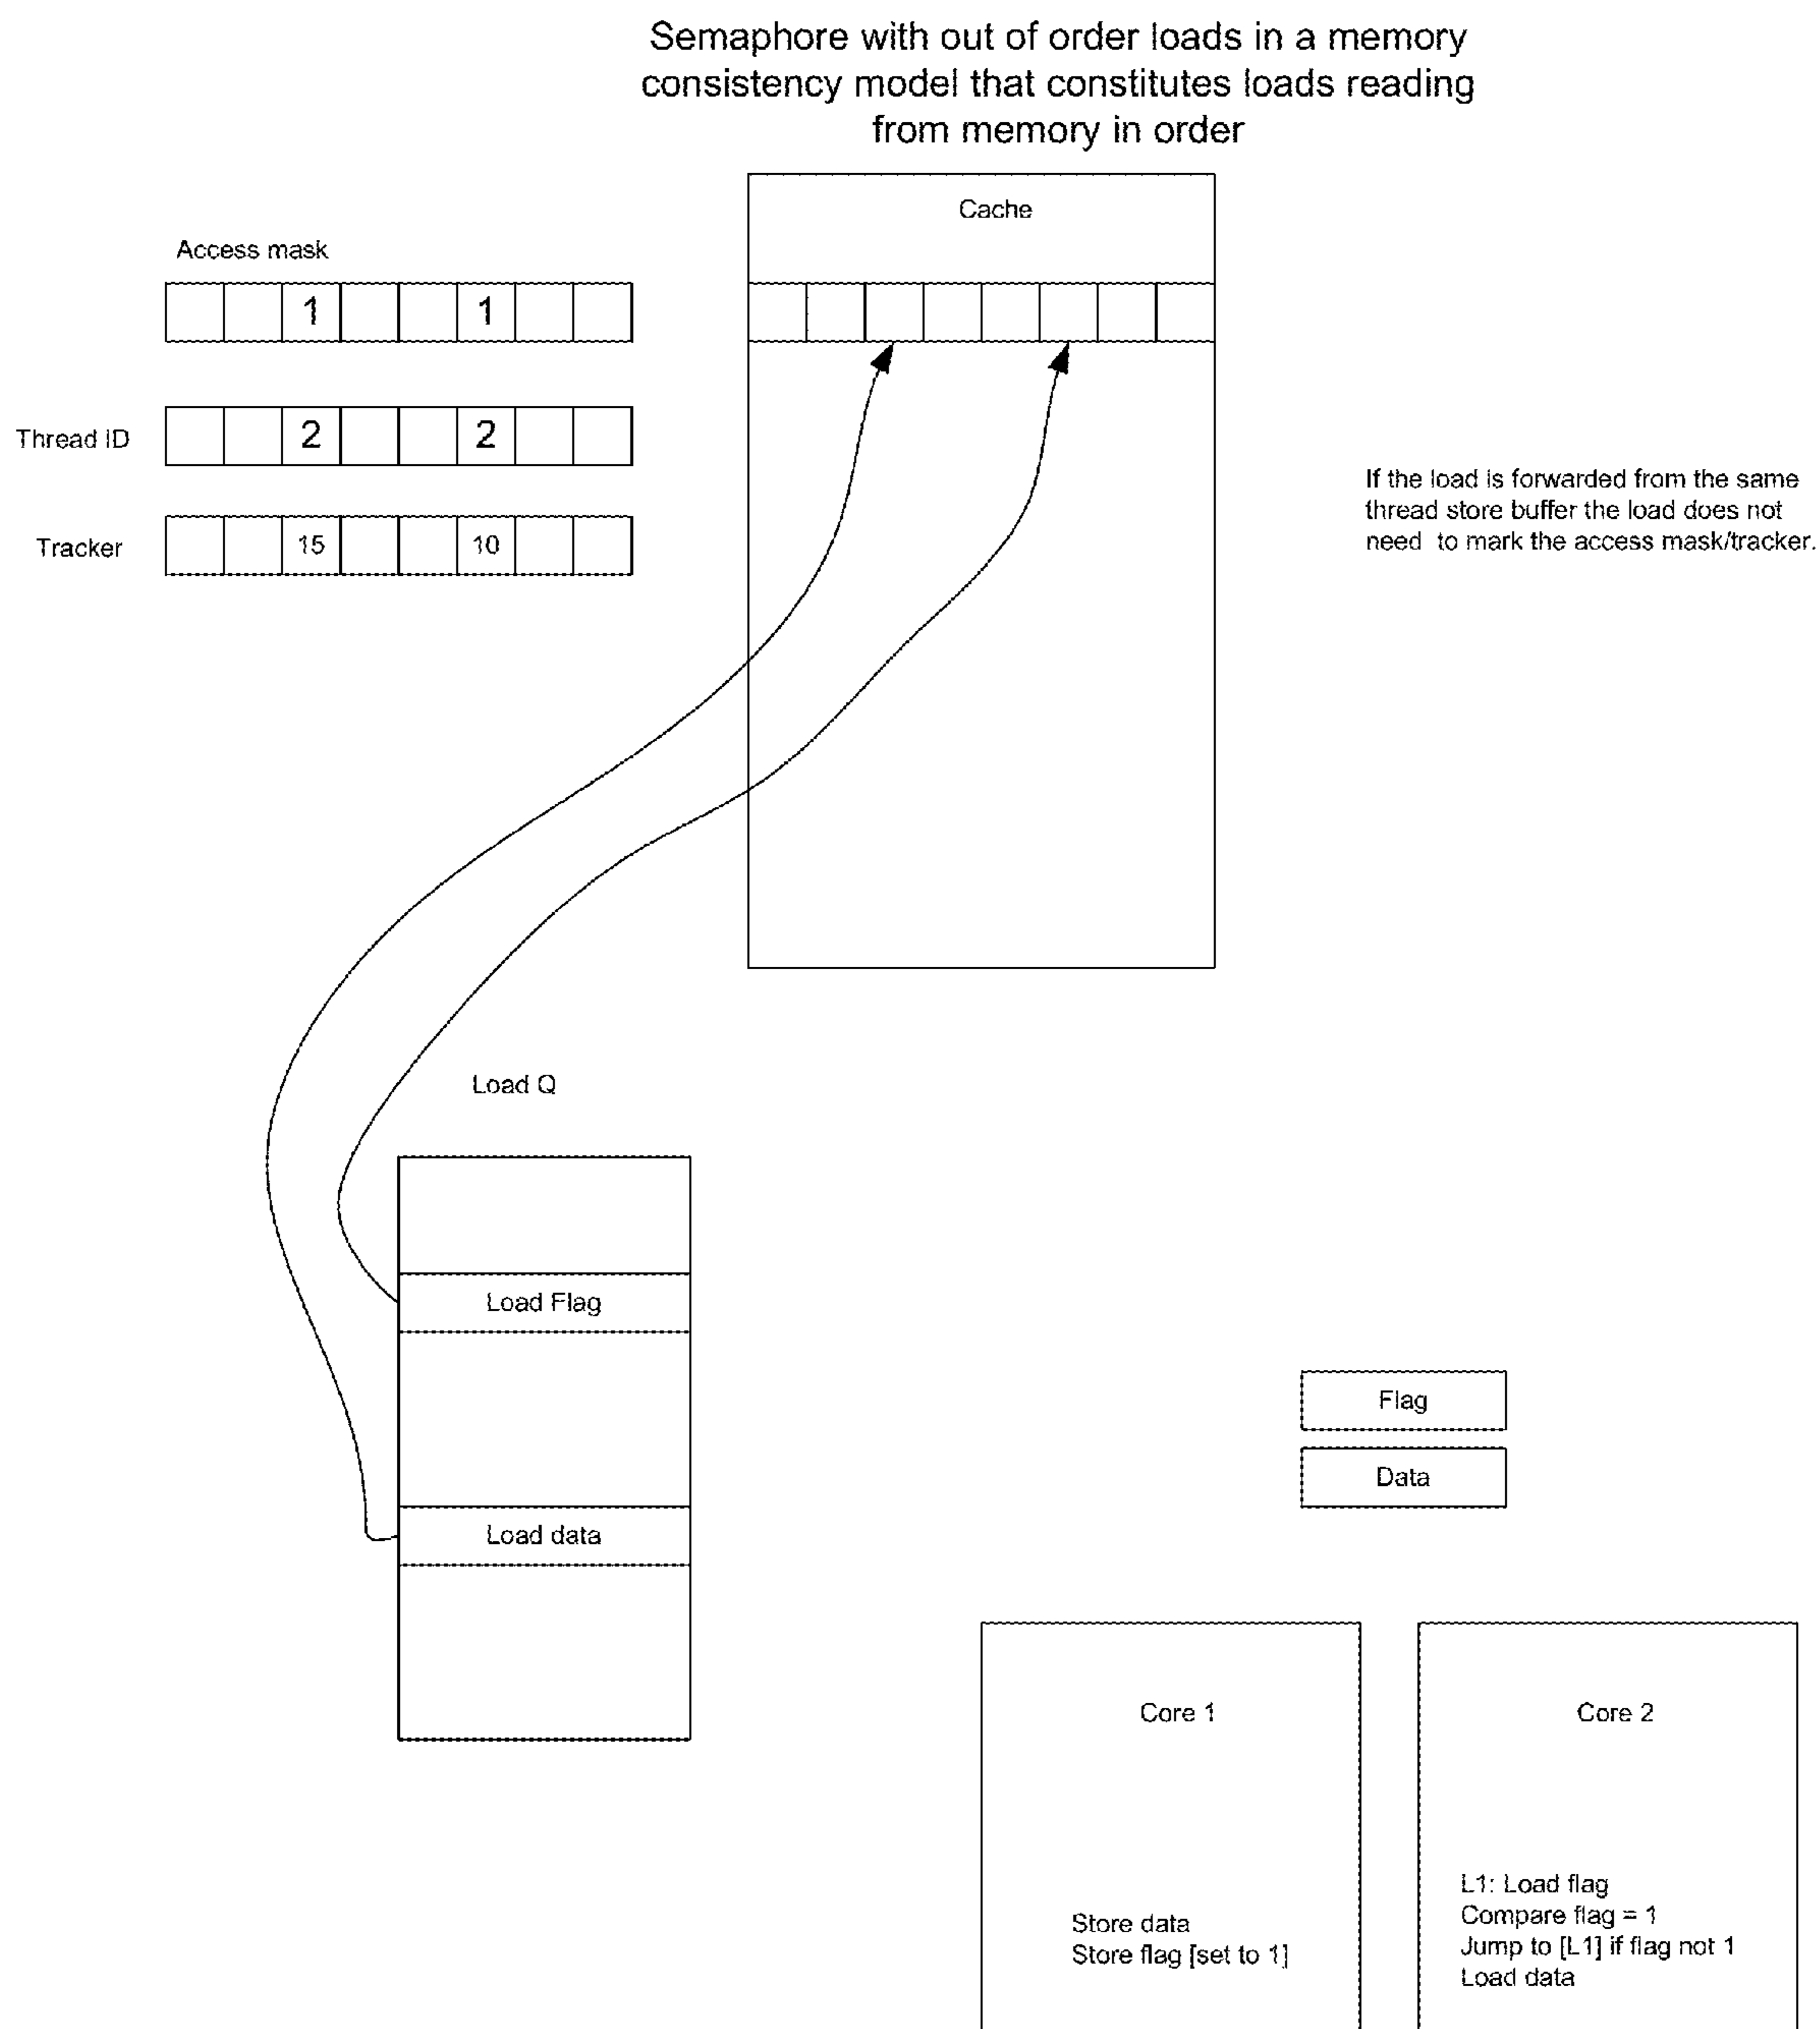 Semaphore with out of order loads in a memory
consistency model that constitutes loads reading
from memory in order
Cache
Access mask
1 1
Thread ID
2 2
Tracker
15 10
If the load is forwarded from the same
thread store buffer the load does not
need to mark the access mask/tracker.
Load Q
Load Flag
Load data
Flag
Data
Core 1
Store data
Store flag [set to 1]
Core 2
L1: Load flag
Compare flag = 1
Jump to [L1] if flag not 1
Load data